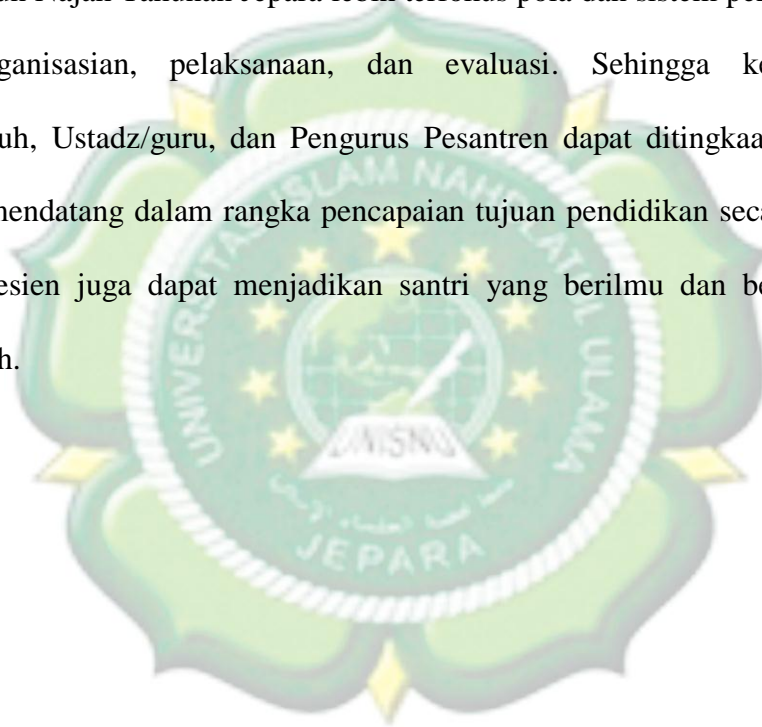 Najah Tahunan Jepara lebih terfokus pola dan sistem pe
ganisasian, pelaksanaan, dan evaluasi. Sehingga ke
uh, Ustadz/guru, dan Pengurus Pesantren dapat ditingkaa
mendatang dalam rangka pencapaian tujuan pendidikan seca
esien juga dapat menjadikan santri yang berilmu dan be
h.
UNIVERSITAS ISLAM NAHDLATUL ULAMA
UNISNU
JEPARA